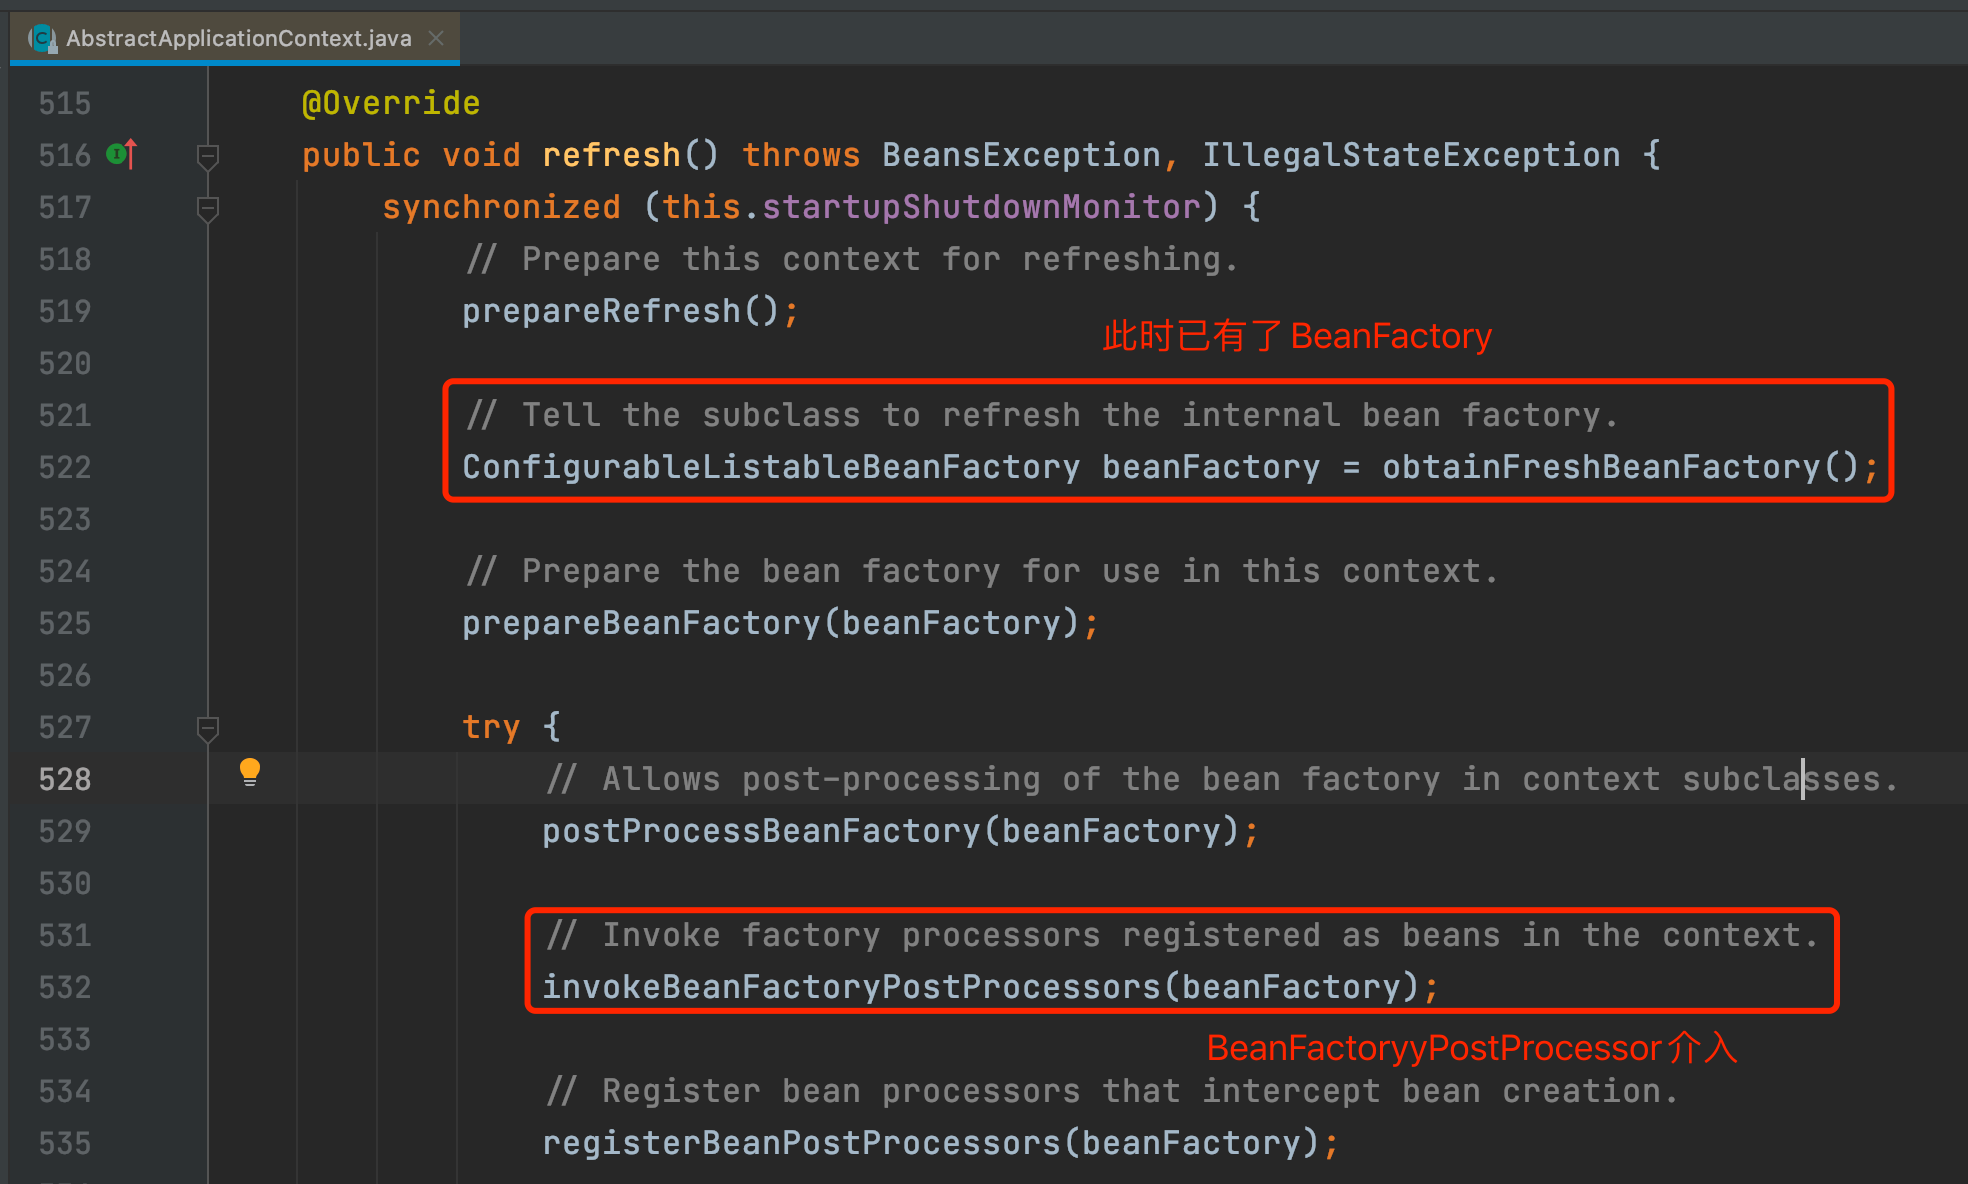 AbstractApplicationContext.java
515 @Override
516 public void refresh() throws BeansException, IllegalStateException {
517 synchronized (this.startupShutdownMonitor) {
518 // Prepare this context for refreshing.
519 prepareRefresh();
此时已有了BeanFactory
520
521 // Tell the subclass to refresh the internal bean factory.
522 ConfigurableListableBeanFactory beanFactory = obtainFreshBeanFactory();
523
524 // Prepare the bean factory for use in this context.
525 prepareBeanFactory(beanFactory);
526
527 try {
528 // Allows post-processing of the bean factory in context subclasses.
529 postProcessBeanFactory(beanFactory);
530
531 // Invoke factory processors registered as beans in the context.
532 invokeBeanFactoryPostProcessors(beanFactory);
533
BeanFactoryyPostProcessor介入
534 // Register bean processors that intercept bean creation.
535 registerBeanPostProcessors(beanFactory);